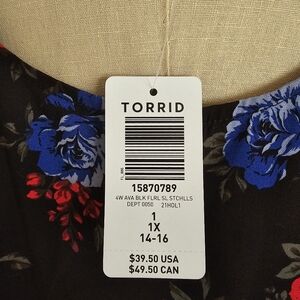 TORRID
15870789
4W AVA BLK FLRL SL STCHLLS
DEPT 0050 21HOL1
1
1X
14-16
$39.50 USA
$49.50 CAN